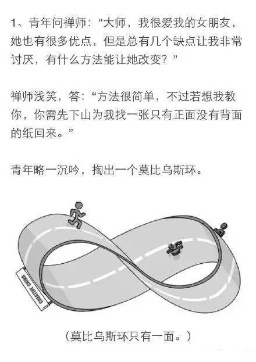 1、青年问禅师：“大师，我很爱我的女朋友，
她也有很多优点，但是总有几个缺点让我非常
讨厌，有什么方法能让她改变？”
禅师浅笑，答：“方法很简单，不过若想我教
你，你需先下山为我找一张只有正面没有背面
的纸回来。”
青年略一沉吟，掏出一个莫比乌斯环。
（莫比乌斯环只有一面。）